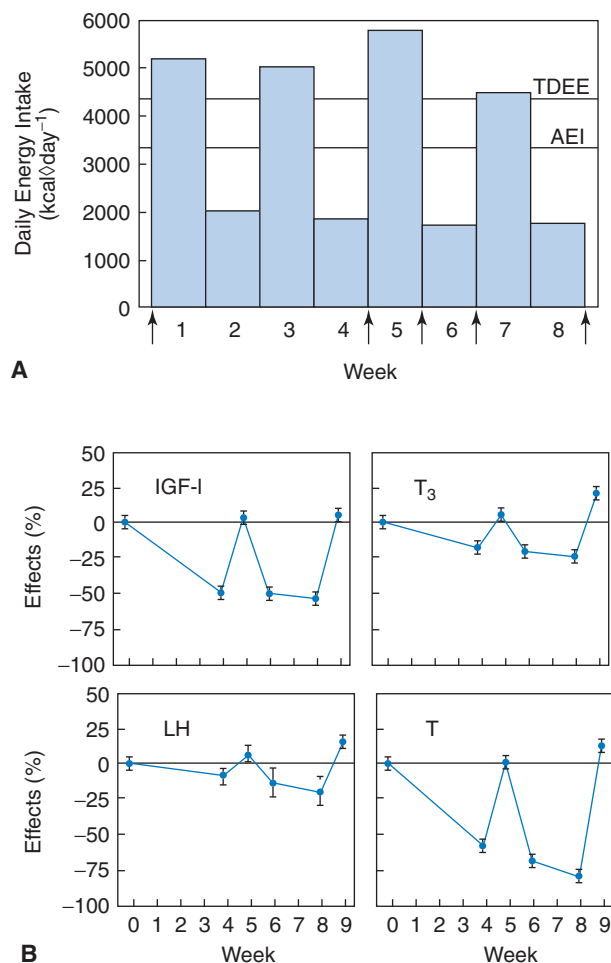 6000
5000
4000
3000
2000
1000
0
Daily Energy Intake
(kcal◊day⁻¹)
TDEE
AEI
1 2 3 4 5 6 7 8
Week
A
50
25
0
−25
−50
−75
−100
Effects (%)
IGF-I
T₃
50
25
0
−25
−50
−75
−100
Effects (%)
LH
T
0 1 2 3 4 5 6 7 8 9
0 1 2 3 4 5 6 7 8 9
Week
Week
B